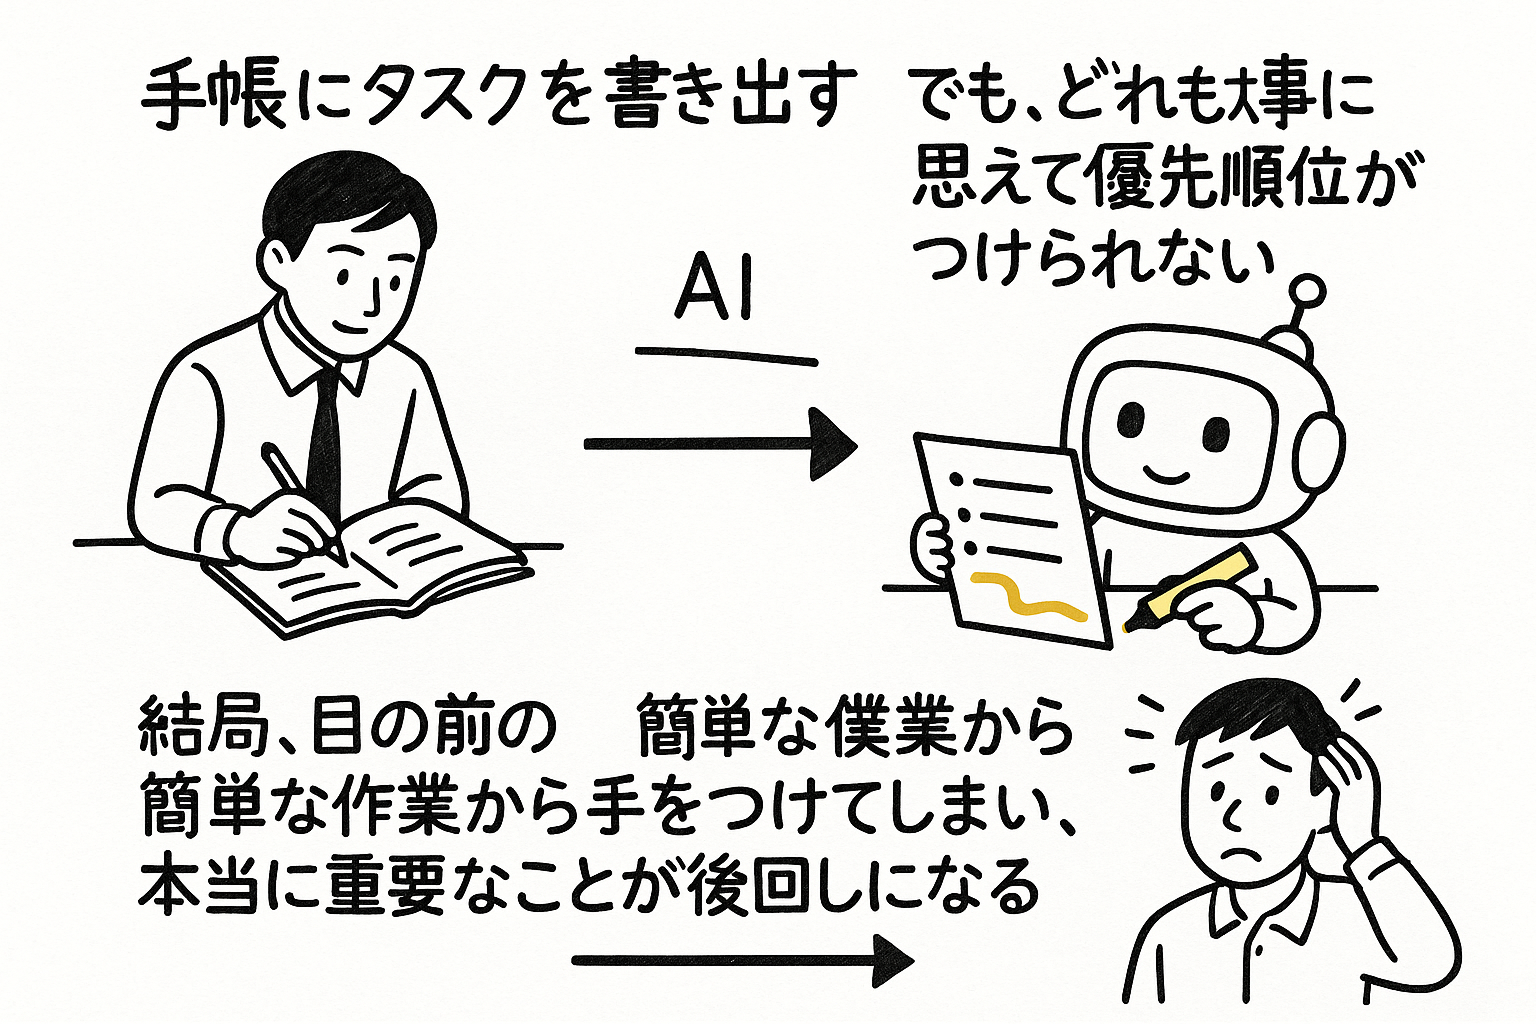 手帳にタスクを書き出す
でも、どれも大事に
思えて優先順位が
つけられない
AI
結局、目の前の 簡単な僕業から
簡単な作業から手をつけてしまい、
本当に重要なことが後回しになる